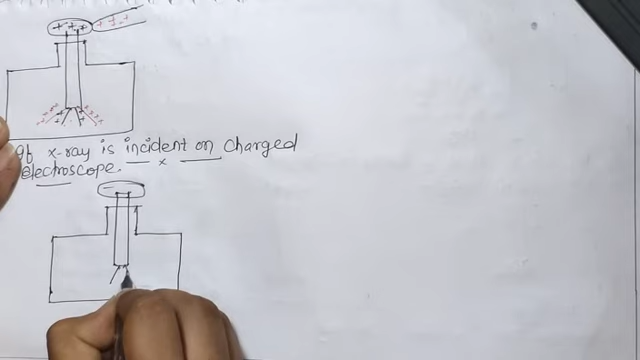 + + +
+ + +
If x-ray is incident on charged
electroscope.